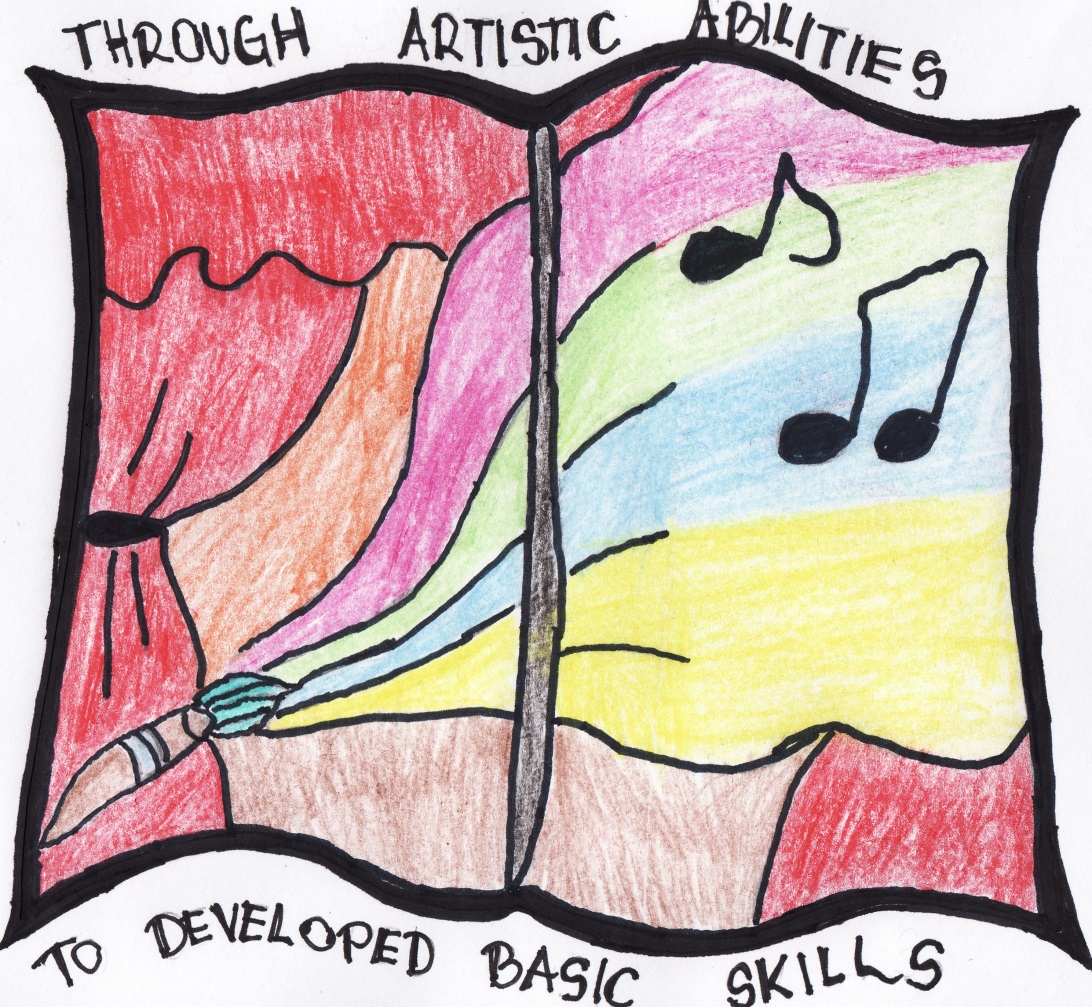 THROUGH ARTISTIC ABILITIES
TO DEVELOPED BASIC SKILLS